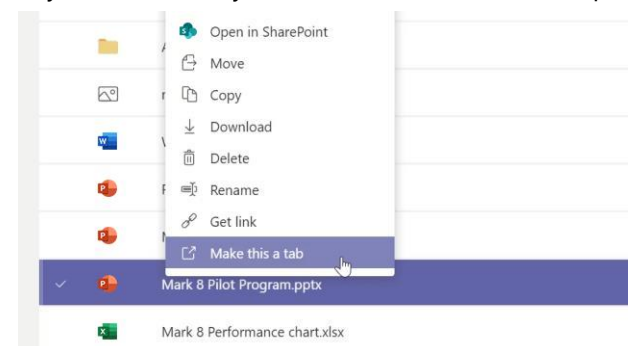 Open in SharePoint
Move
Copy
Download
Delete
Rename
Get link
Make this a tab
Mark 8 Pilot Program.pptx
Mark 8 Performance chart.xlsx